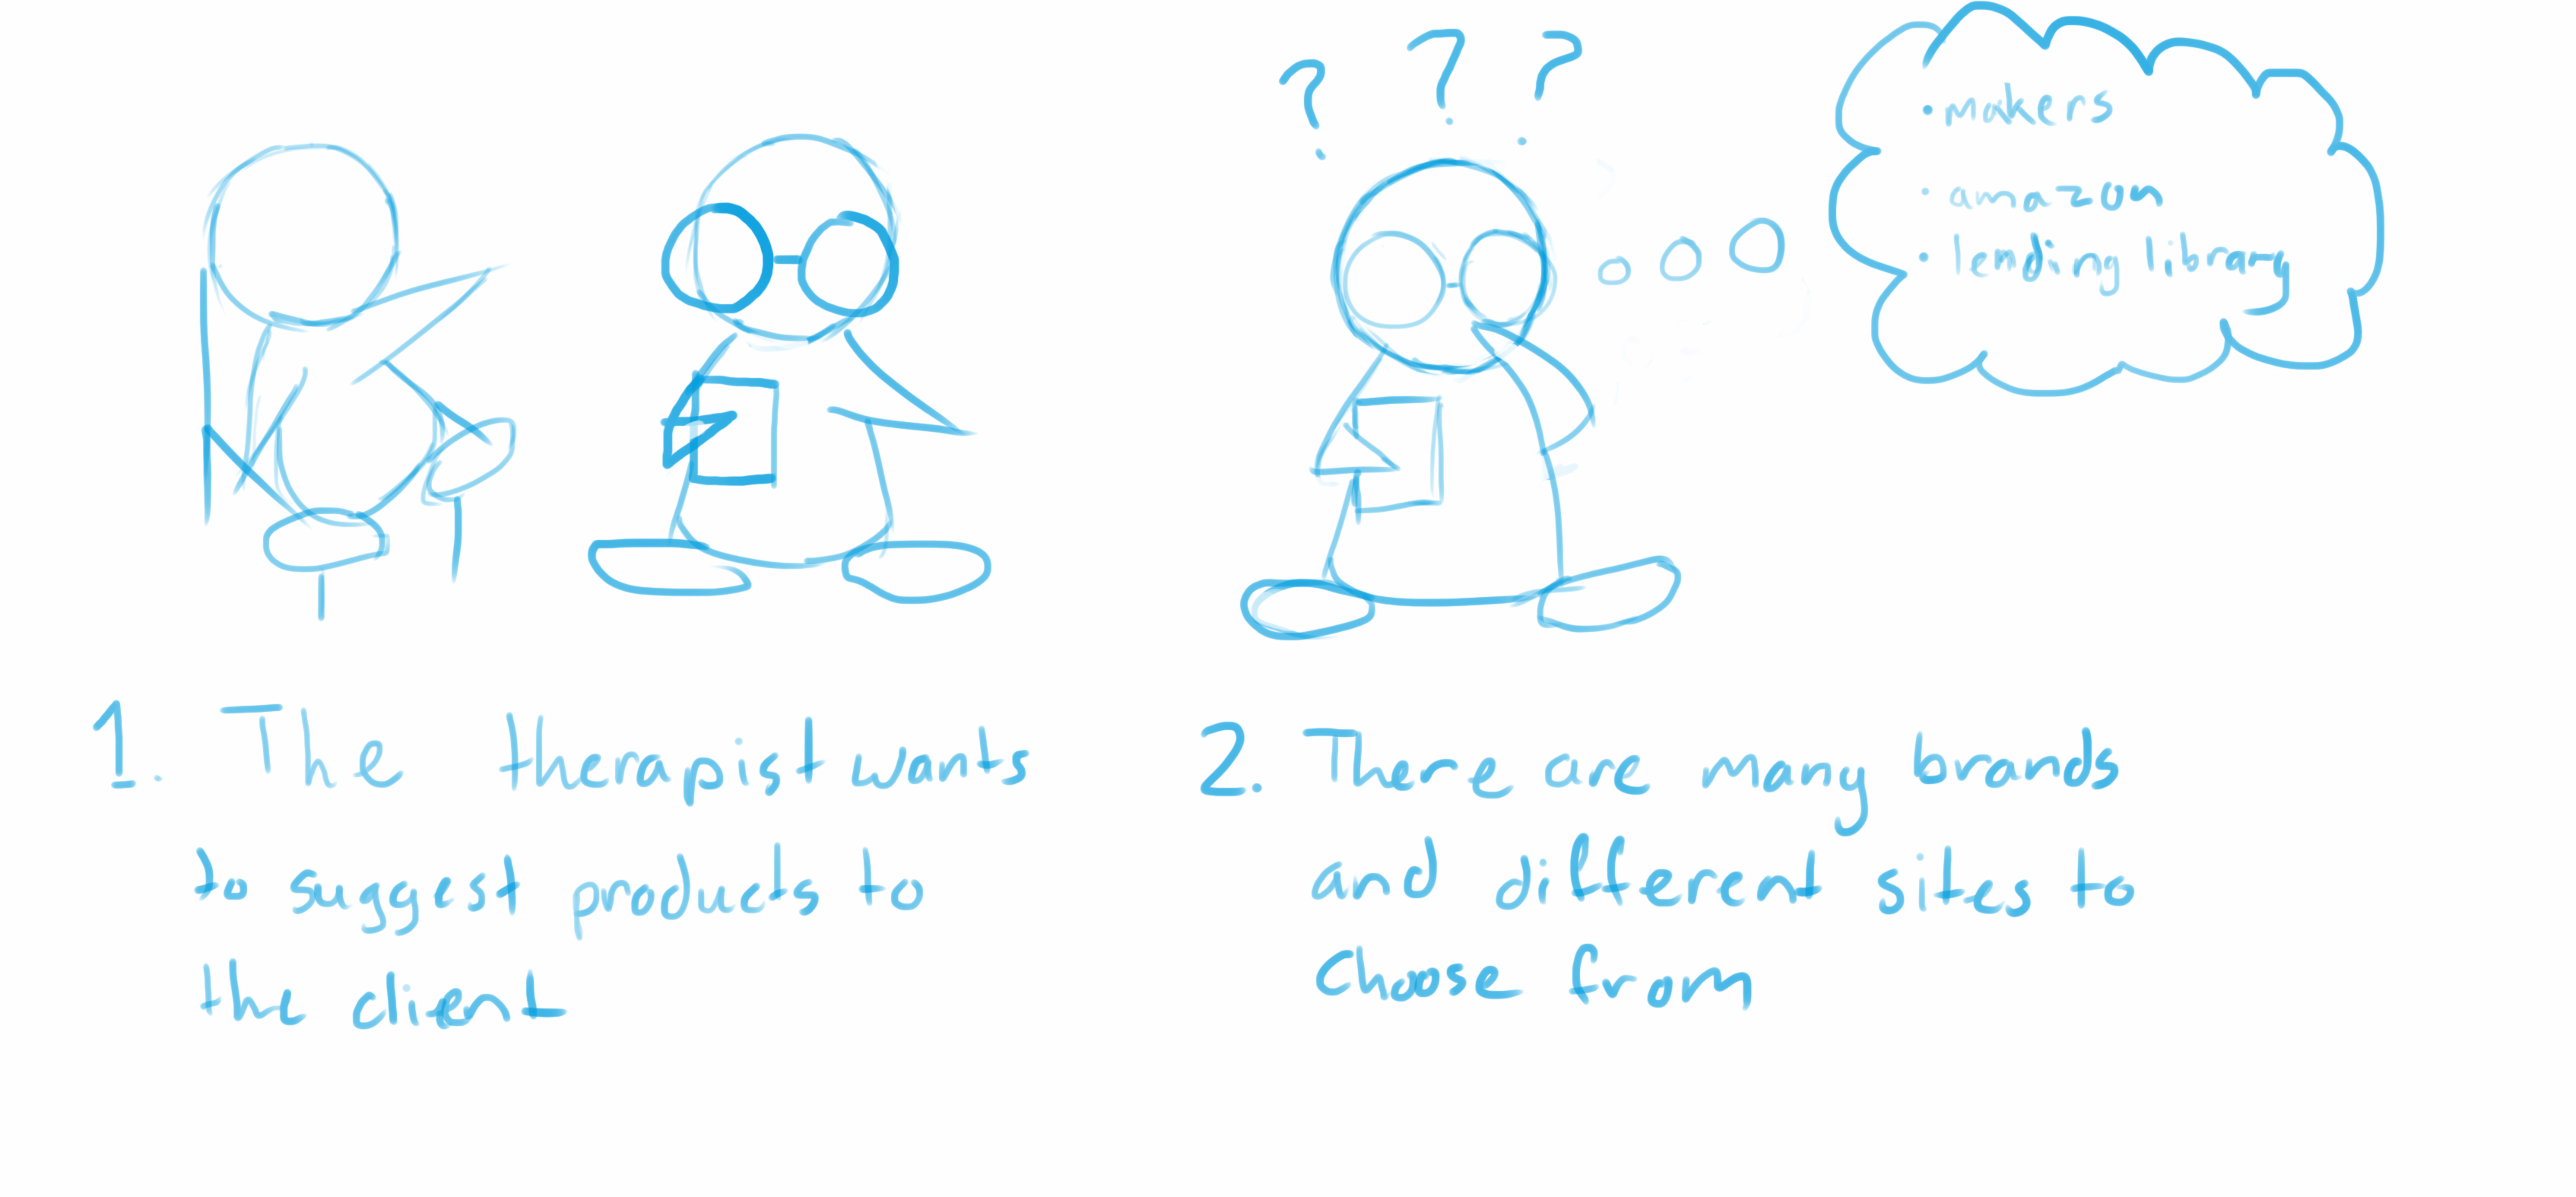 ? ? ?
• makers
• amazon
• lending library
1. The therapist wants
to suggest products to
the client
2. There are many brands
and different sites to
choose from